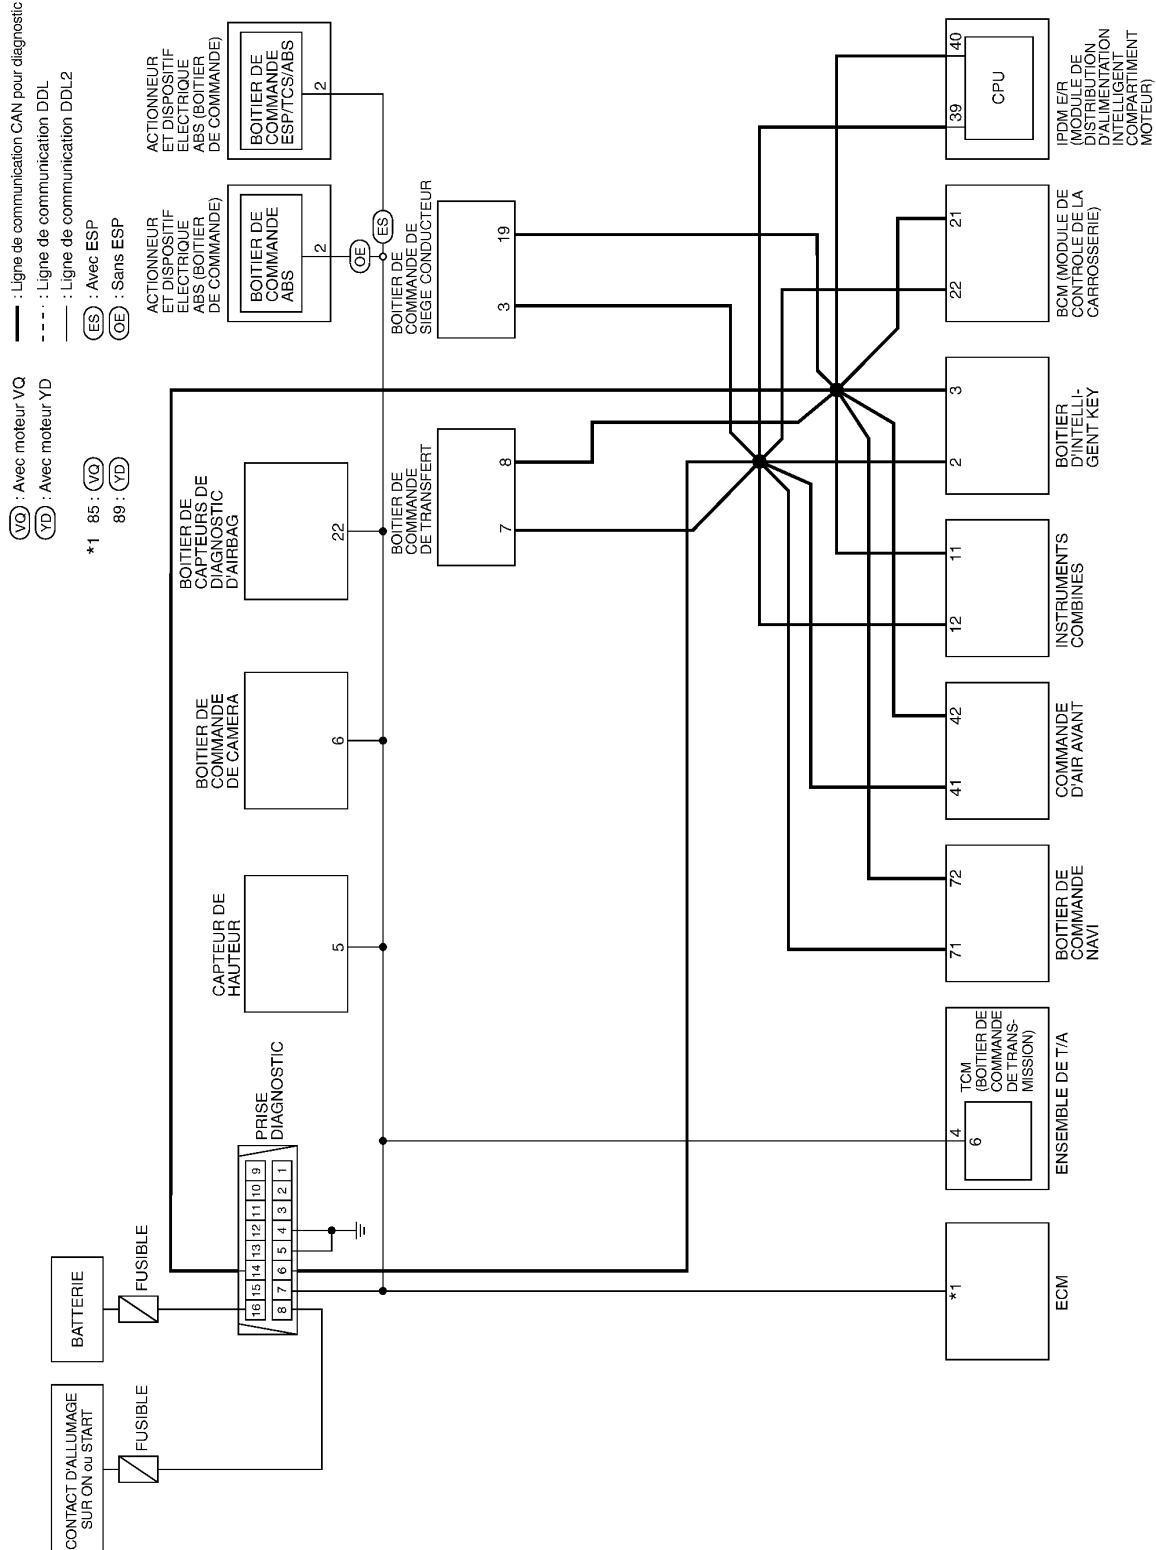 CONTACT D'ALLUMAGE
SUR ON ou START
FUSIBLE
BATTERIE
FUSIBLE
VQ : Avec moteur VQ
YD : Avec moteur YD
*1 85 : VQ
89 : YD
: Ligne de communication CAN pour diagnostic
: Ligne de communication DDL
: Ligne de communication DDL2
ES : Avec ESP
OE : Sans ESP
PRISE
DIAGNOSTIC
16 15 14 13 12 11 10 9
8 7 6 5 4 3 2 1
CAPTEUR DE
HAUTEUR
5
BOITIER DE
COMMANDE
DE CAMERA
6
BOITIER DE
CAPTEURS DE
DIAGNOSTIC
D'AIRBAG
22
ACTIONNEUR
ET DISPOSITIF
ELECTRIQUE
ABS (BOITIER
DE COMMANDE)
BOITIER DE
COMMANDE
ABS
2
OE
ACTIONNEUR
ET DISPOSITIF
ELECTRIQUE
ABS (BOITIER
DE COMMANDE)
BOITIER DE
COMMANDE
ESP/TCS/ABS
2
ES
BOITIER DE
COMMANDE
DE TRANSFERT
7 8
BOITIER DE
COMMANDE DE
SIEGE CONDUCTEUR
3 19
*1
ECM
4
6
TCM
(BOITIER DE
COMMANDE
DE TRANS-
MISSION)
ENSEMBLE DE T/A
71 72
BOITIER DE
COMMANDE
NAVI
41 42
COMMANDE
D'AIR AVANT
12 11
INSTRUMENTS
COMBINES
2 3
BOITIER
D'INTELLI-
GENT KEY
22 21
BCM (MODULE DE
CONTROLE DE LA
CARROSSERIE)
39 40
CPU
IPDM E/R
(MODULE DE
DISTRIBUTION
D'ALIMENTATION
INTELLIGENT
COMPARTIMENT
MOTEUR)